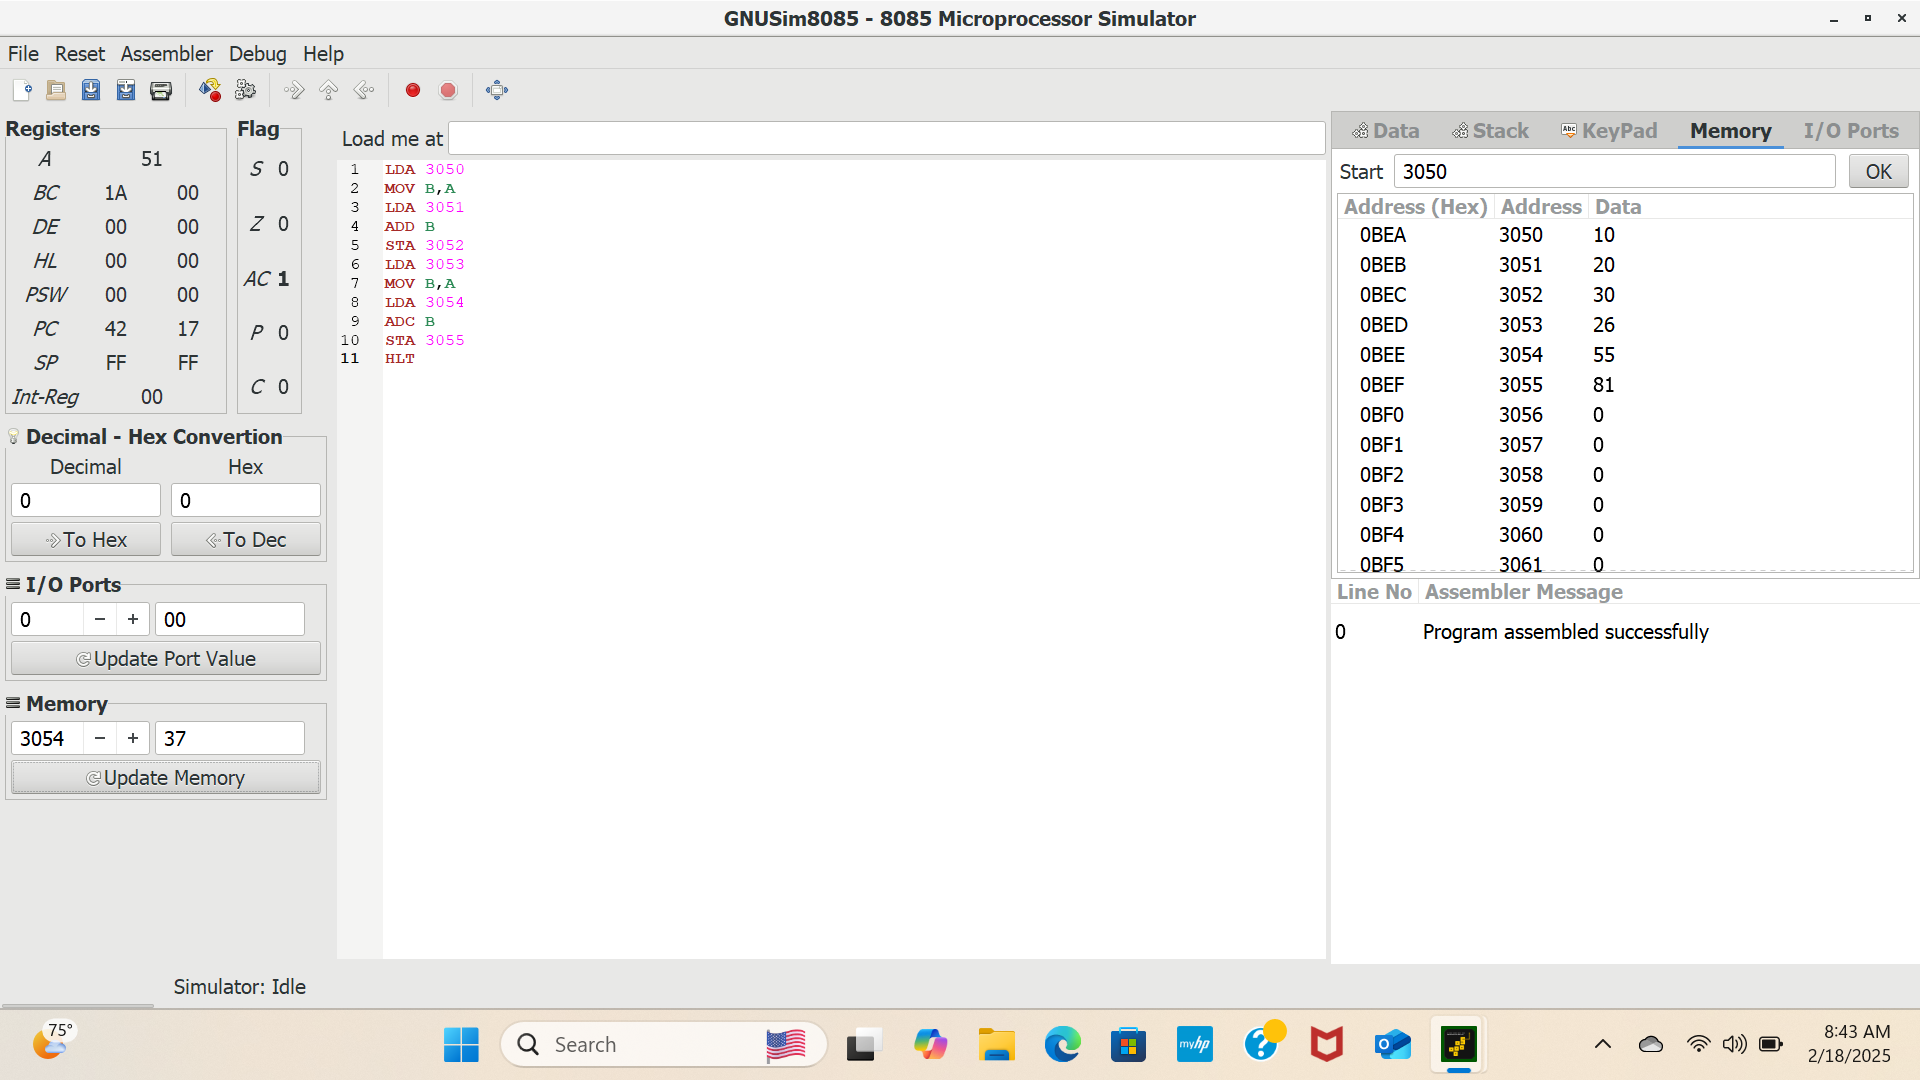 GNUSim8085 - 8085 Microprocessor Simulator
File Reset Assembler Debug Help
Registers
A 51
BC 1A 00
DE 00 00
HL 00 00
PSW 00 00
PC 42 17
SP FF FF
Int-Reg 00
Flag
S 0
Z 0
AC 1
P 0
C 0
Decimal - Hex Convertion
Decimal Hex
0 0
To Hex To Dec
I/O Ports
0 − + 00
Update Port Value
Memory
3054 − + 37
Update Memory
Load me at
1 LDA 3050
2 MOV B,A
3 LDA 3051
4 ADD B
5 STA 3052
6 LDA 3053
7 MOV B,A
8 LDA 3054
9 ADC B
10 STA 3055
11 HLT
Data Stack Abc KeyPad Memory I/O Ports
Start 3050 OK
Address (Hex) Address Data
0BEA 3050 10
0BEB 3051 20
0BEC 3052 30
0BED 3053 26
0BEE 3054 55
0BEF 3055 81
0BF0 3056 0
0BF1 3057 0
0BF2 3058 0
0BF3 3059 0
0BF4 3060 0
0BF5 3061 0
Line No Assembler Message
0 Program assembled successfully
Simulator: Idle
75°
Search
myhp
8:43 AM
2/18/2025